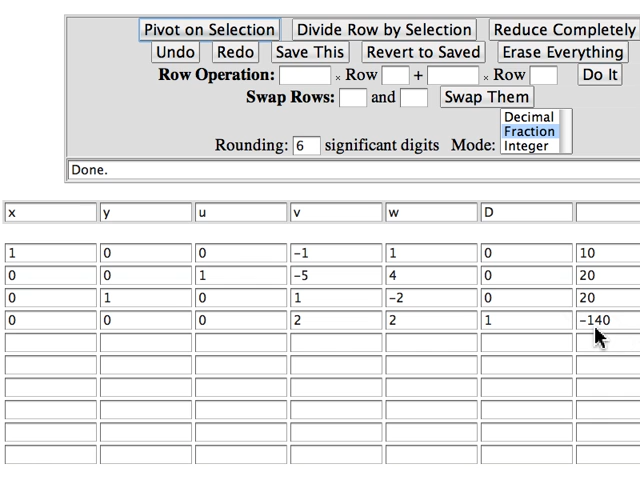 Pivot on Selection Divide Row by Selection Reduce Completely
Undo Redo Save This Revert to Saved Erase Everything
Row Operation: × Row + × Row Do It
Swap Rows: and Swap Them
Decimal
Fraction
Rounding: 6 significant digits Mode: Integer
Done.
x y u v w D
1 0 0 −1 1 0 10
0 0 1 −5 4 0 20
0 1 0 1 −2 0 20
0 0 0 2 2 1 −140